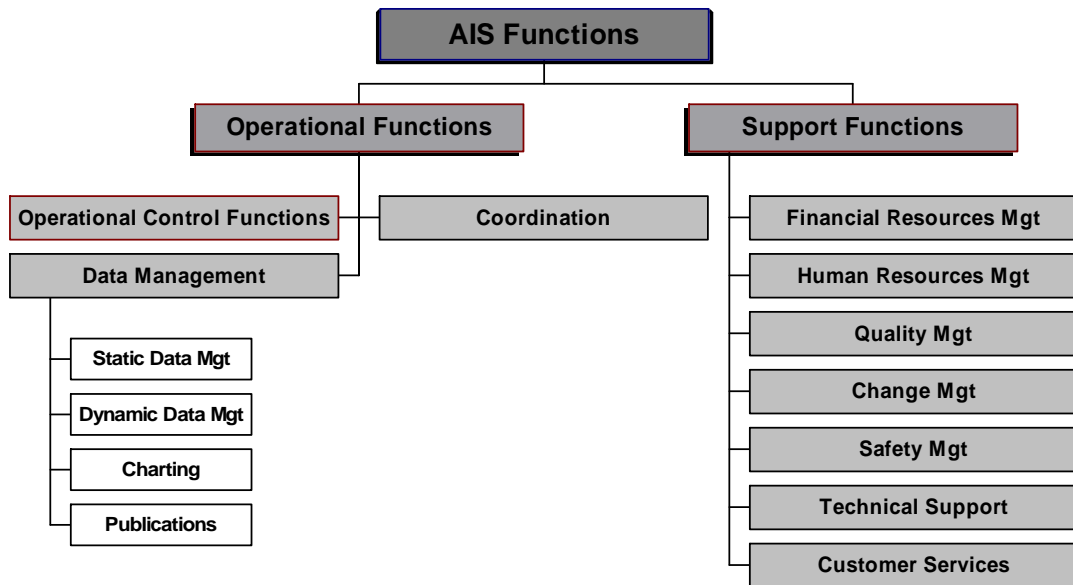 AIS Functions
Operational Functions
Support Functions
Operational Control Functions
Coordination
Data Management
Static Data Mgt
Dynamic Data Mgt
Charting
Publications
Financial Resources Mgt
Human Resources Mgt
Quality Mgt
Change Mgt
Safety Mgt
Technical Support
Customer Services